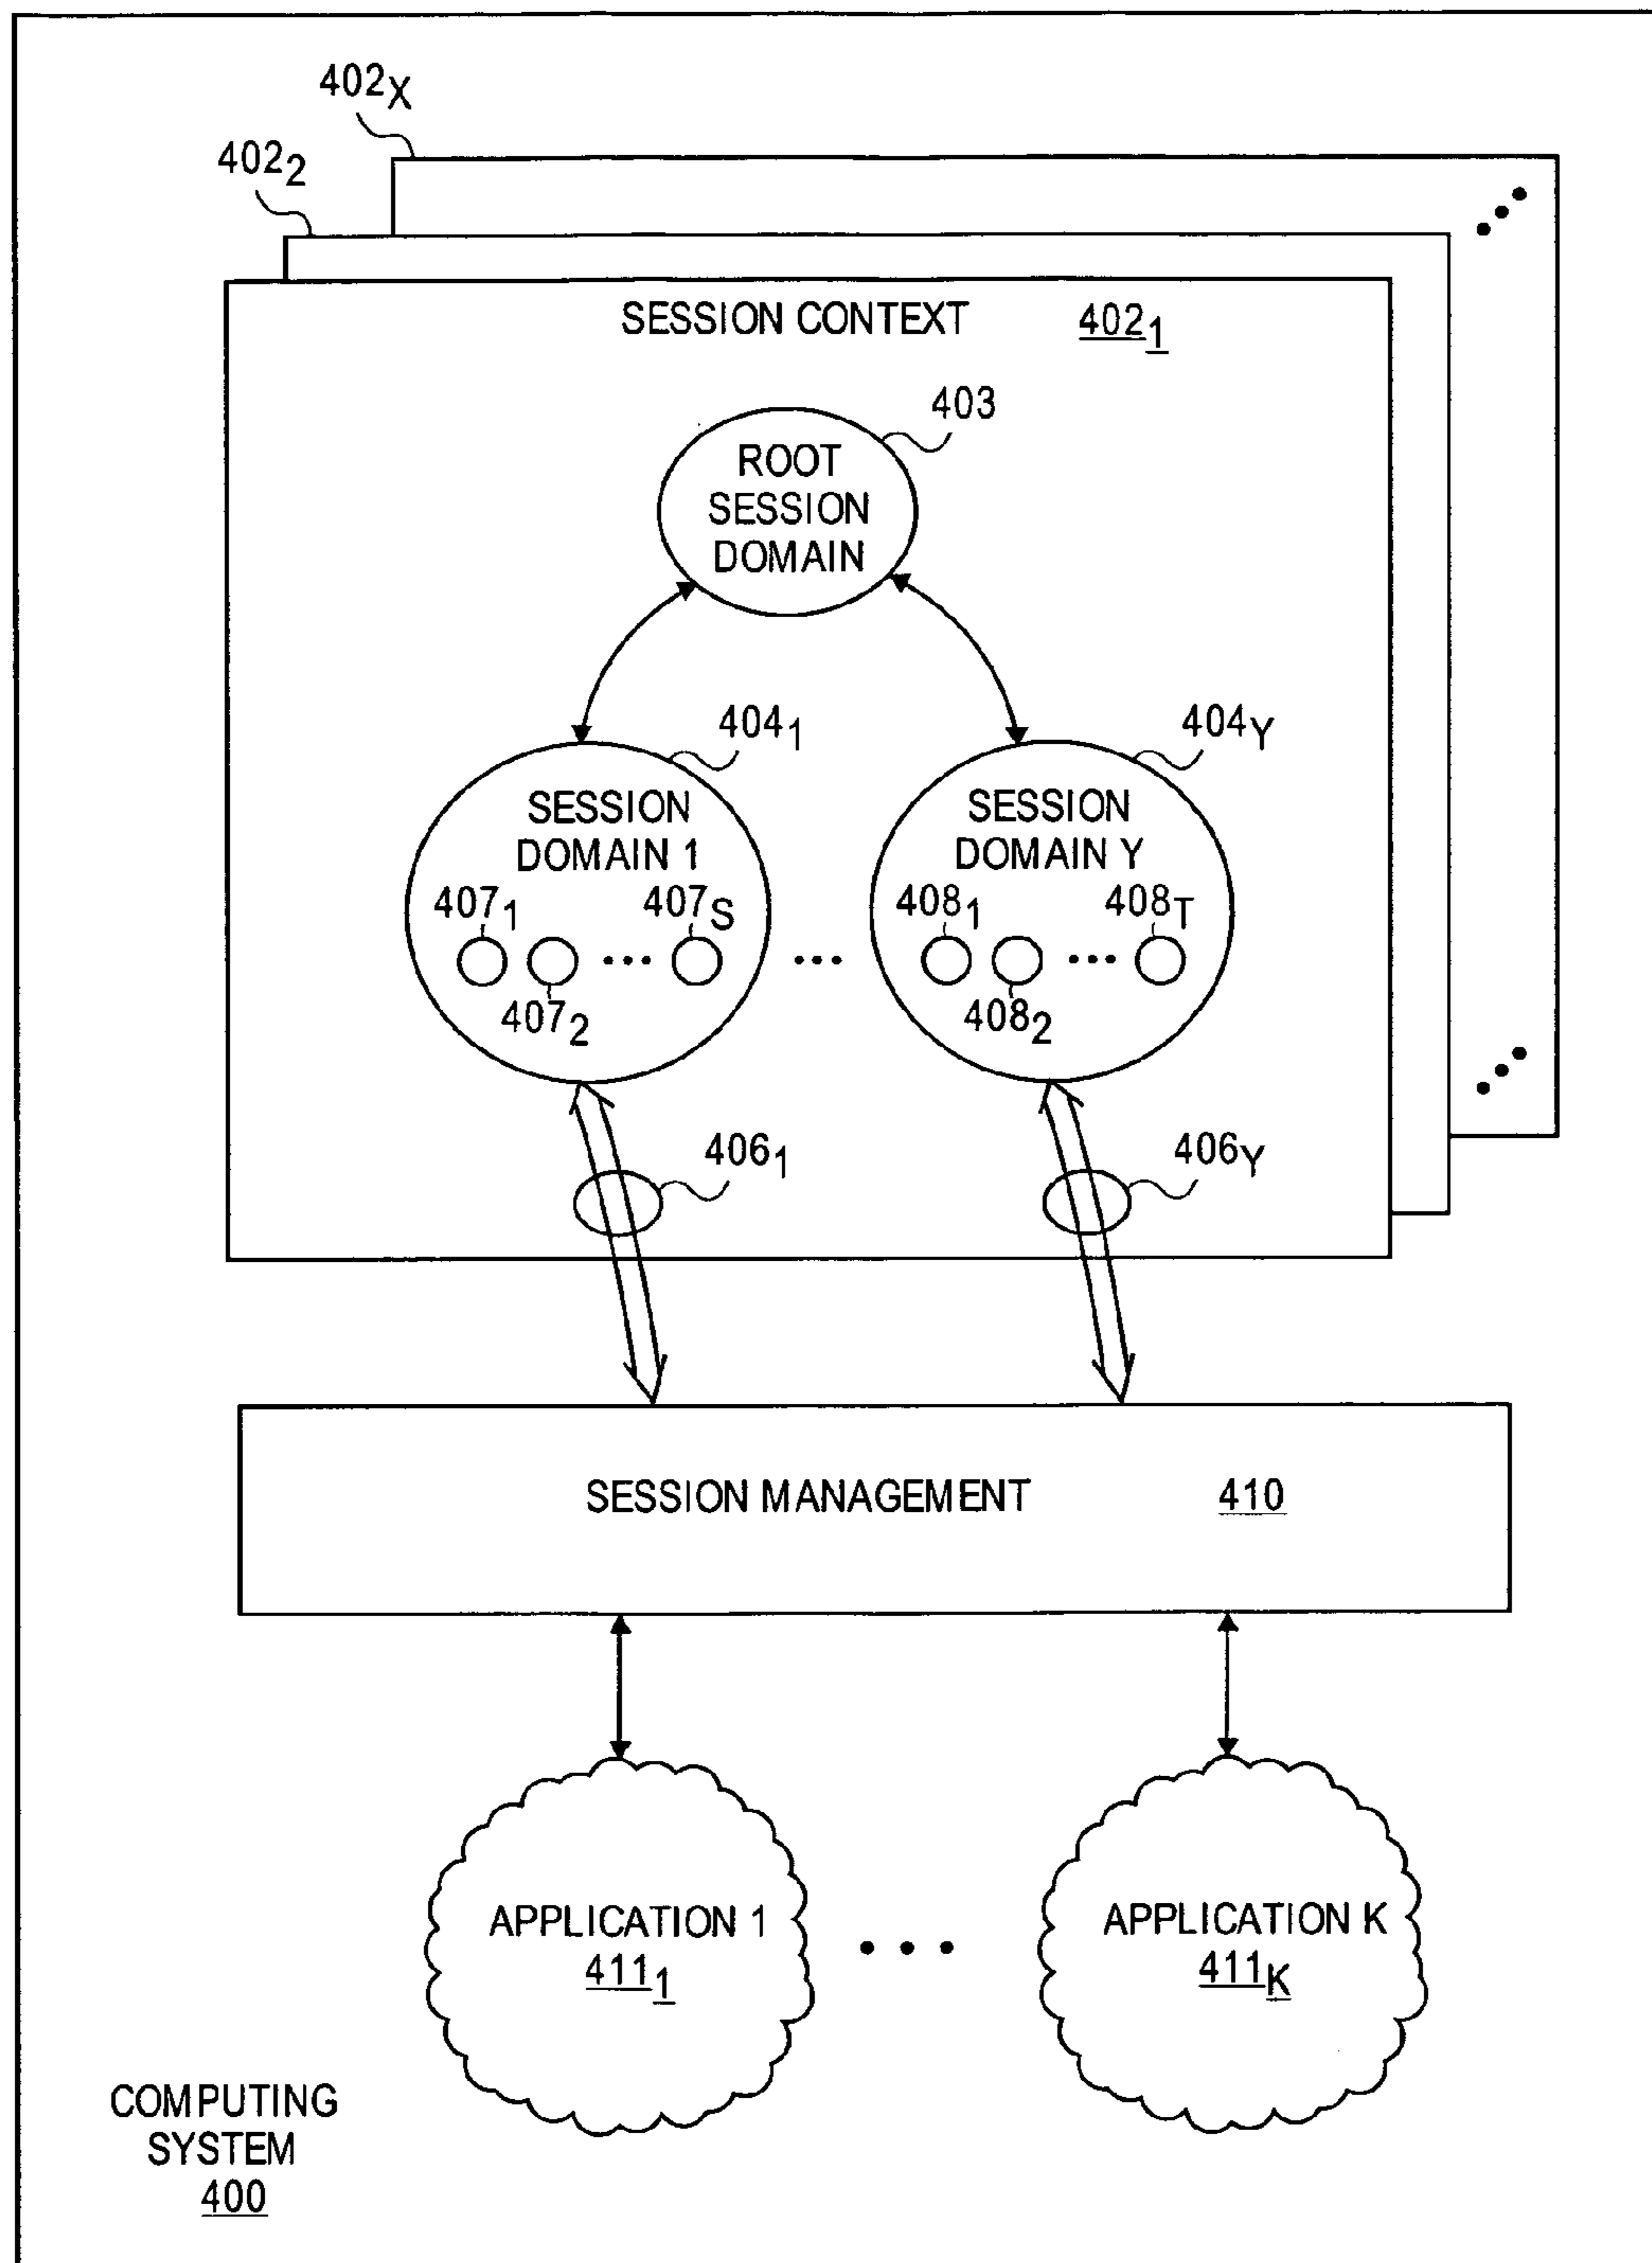 402X
4022
SESSION CONTEXT 4021
403
ROOT
SESSION
DOMAIN
4041
404Y
SESSION
DOMAIN 1
SESSION
DOMAIN Y
4071
407S
4081
408T
4072
4082
4061
406Y
SESSION MANAGEMENT 410
APPLICATION 1
4111
APPLICATION K
411K
COMPUTING
SYSTEM
400